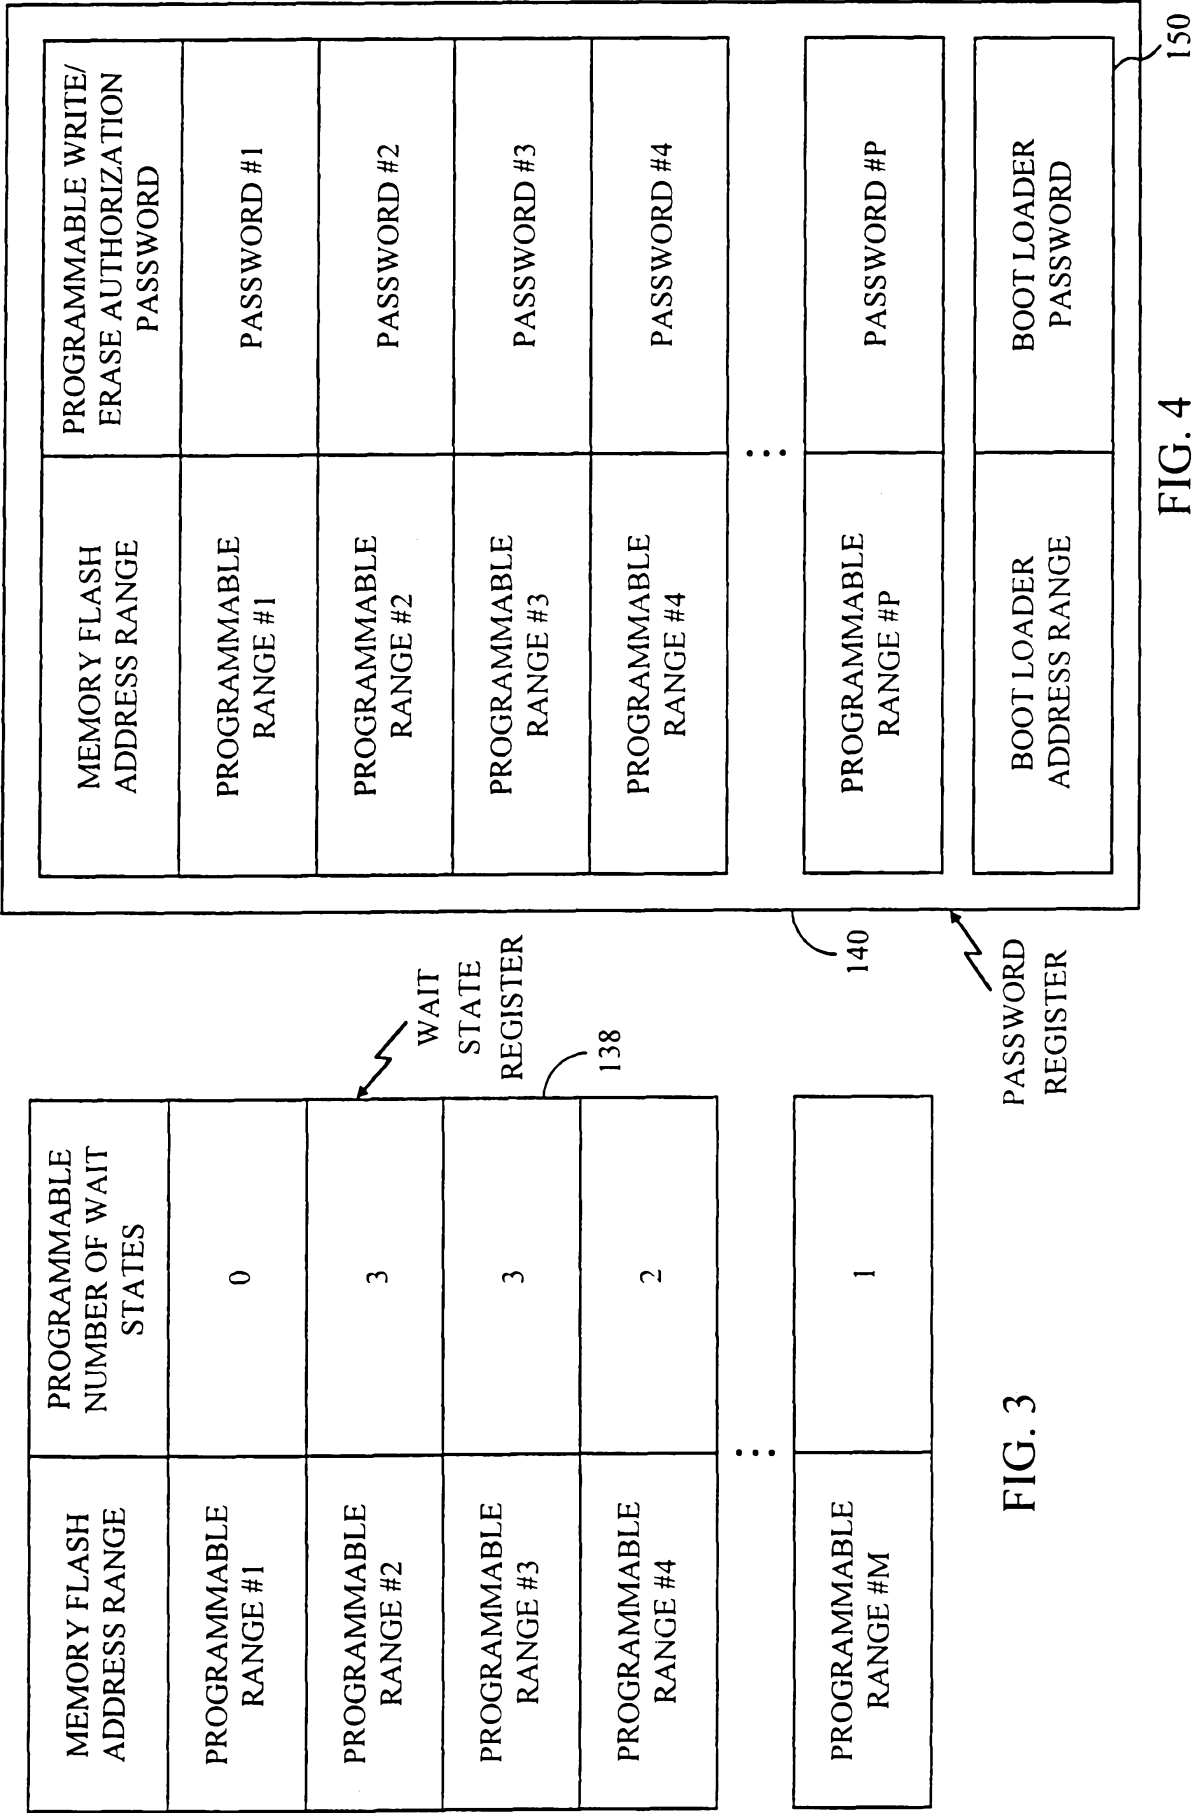 MEMORY FLASH
ADDRESS RANGE
PROGRAMMABLE
NUMBER OF WAIT
STATES
PROGRAMMABLE
RANGE #1
0
PROGRAMMABLE
RANGE #2
3
PROGRAMMABLE
RANGE #3
3
PROGRAMMABLE
RANGE #4
2
PROGRAMMABLE
RANGE #M
1
WAIT
STATE
REGISTER
138
FIG. 3
MEMORY FLASH
ADDRESS RANGE
PROGRAMMABLE WRITE/
ERASE AUTHORIZATION
PASSWORD
PROGRAMMABLE
RANGE #1
PASSWORD #1
PROGRAMMABLE
RANGE #2
PASSWORD #2
PROGRAMMABLE
RANGE #3
PASSWORD #3
PROGRAMMABLE
RANGE #4
PASSWORD #4
PROGRAMMABLE
RANGE #P
PASSWORD #P
BOOT LOADER
ADDRESS RANGE
BOOT LOADER
PASSWORD
140
PASSWORD
REGISTER
150
FIG. 4